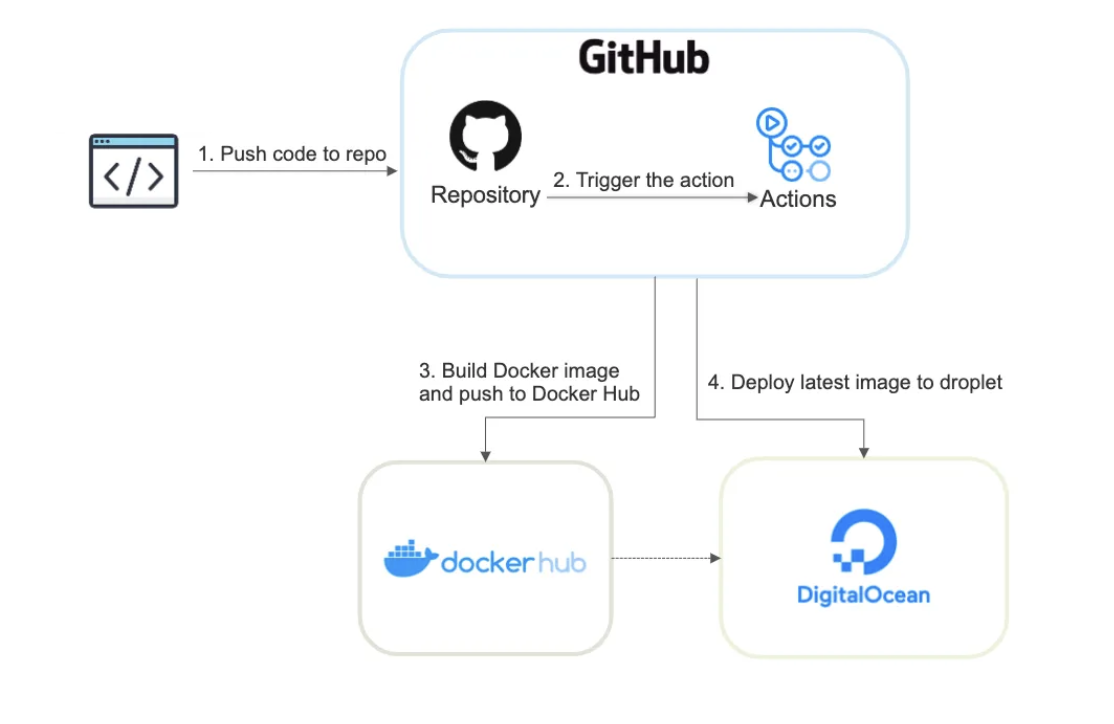 GitHub
1. Push code to repo
Repository
2. Trigger the action
Actions
3. Build Docker image
and push to Docker Hub
4. Deploy latest image to droplet
dockerhub
DigitalOcean